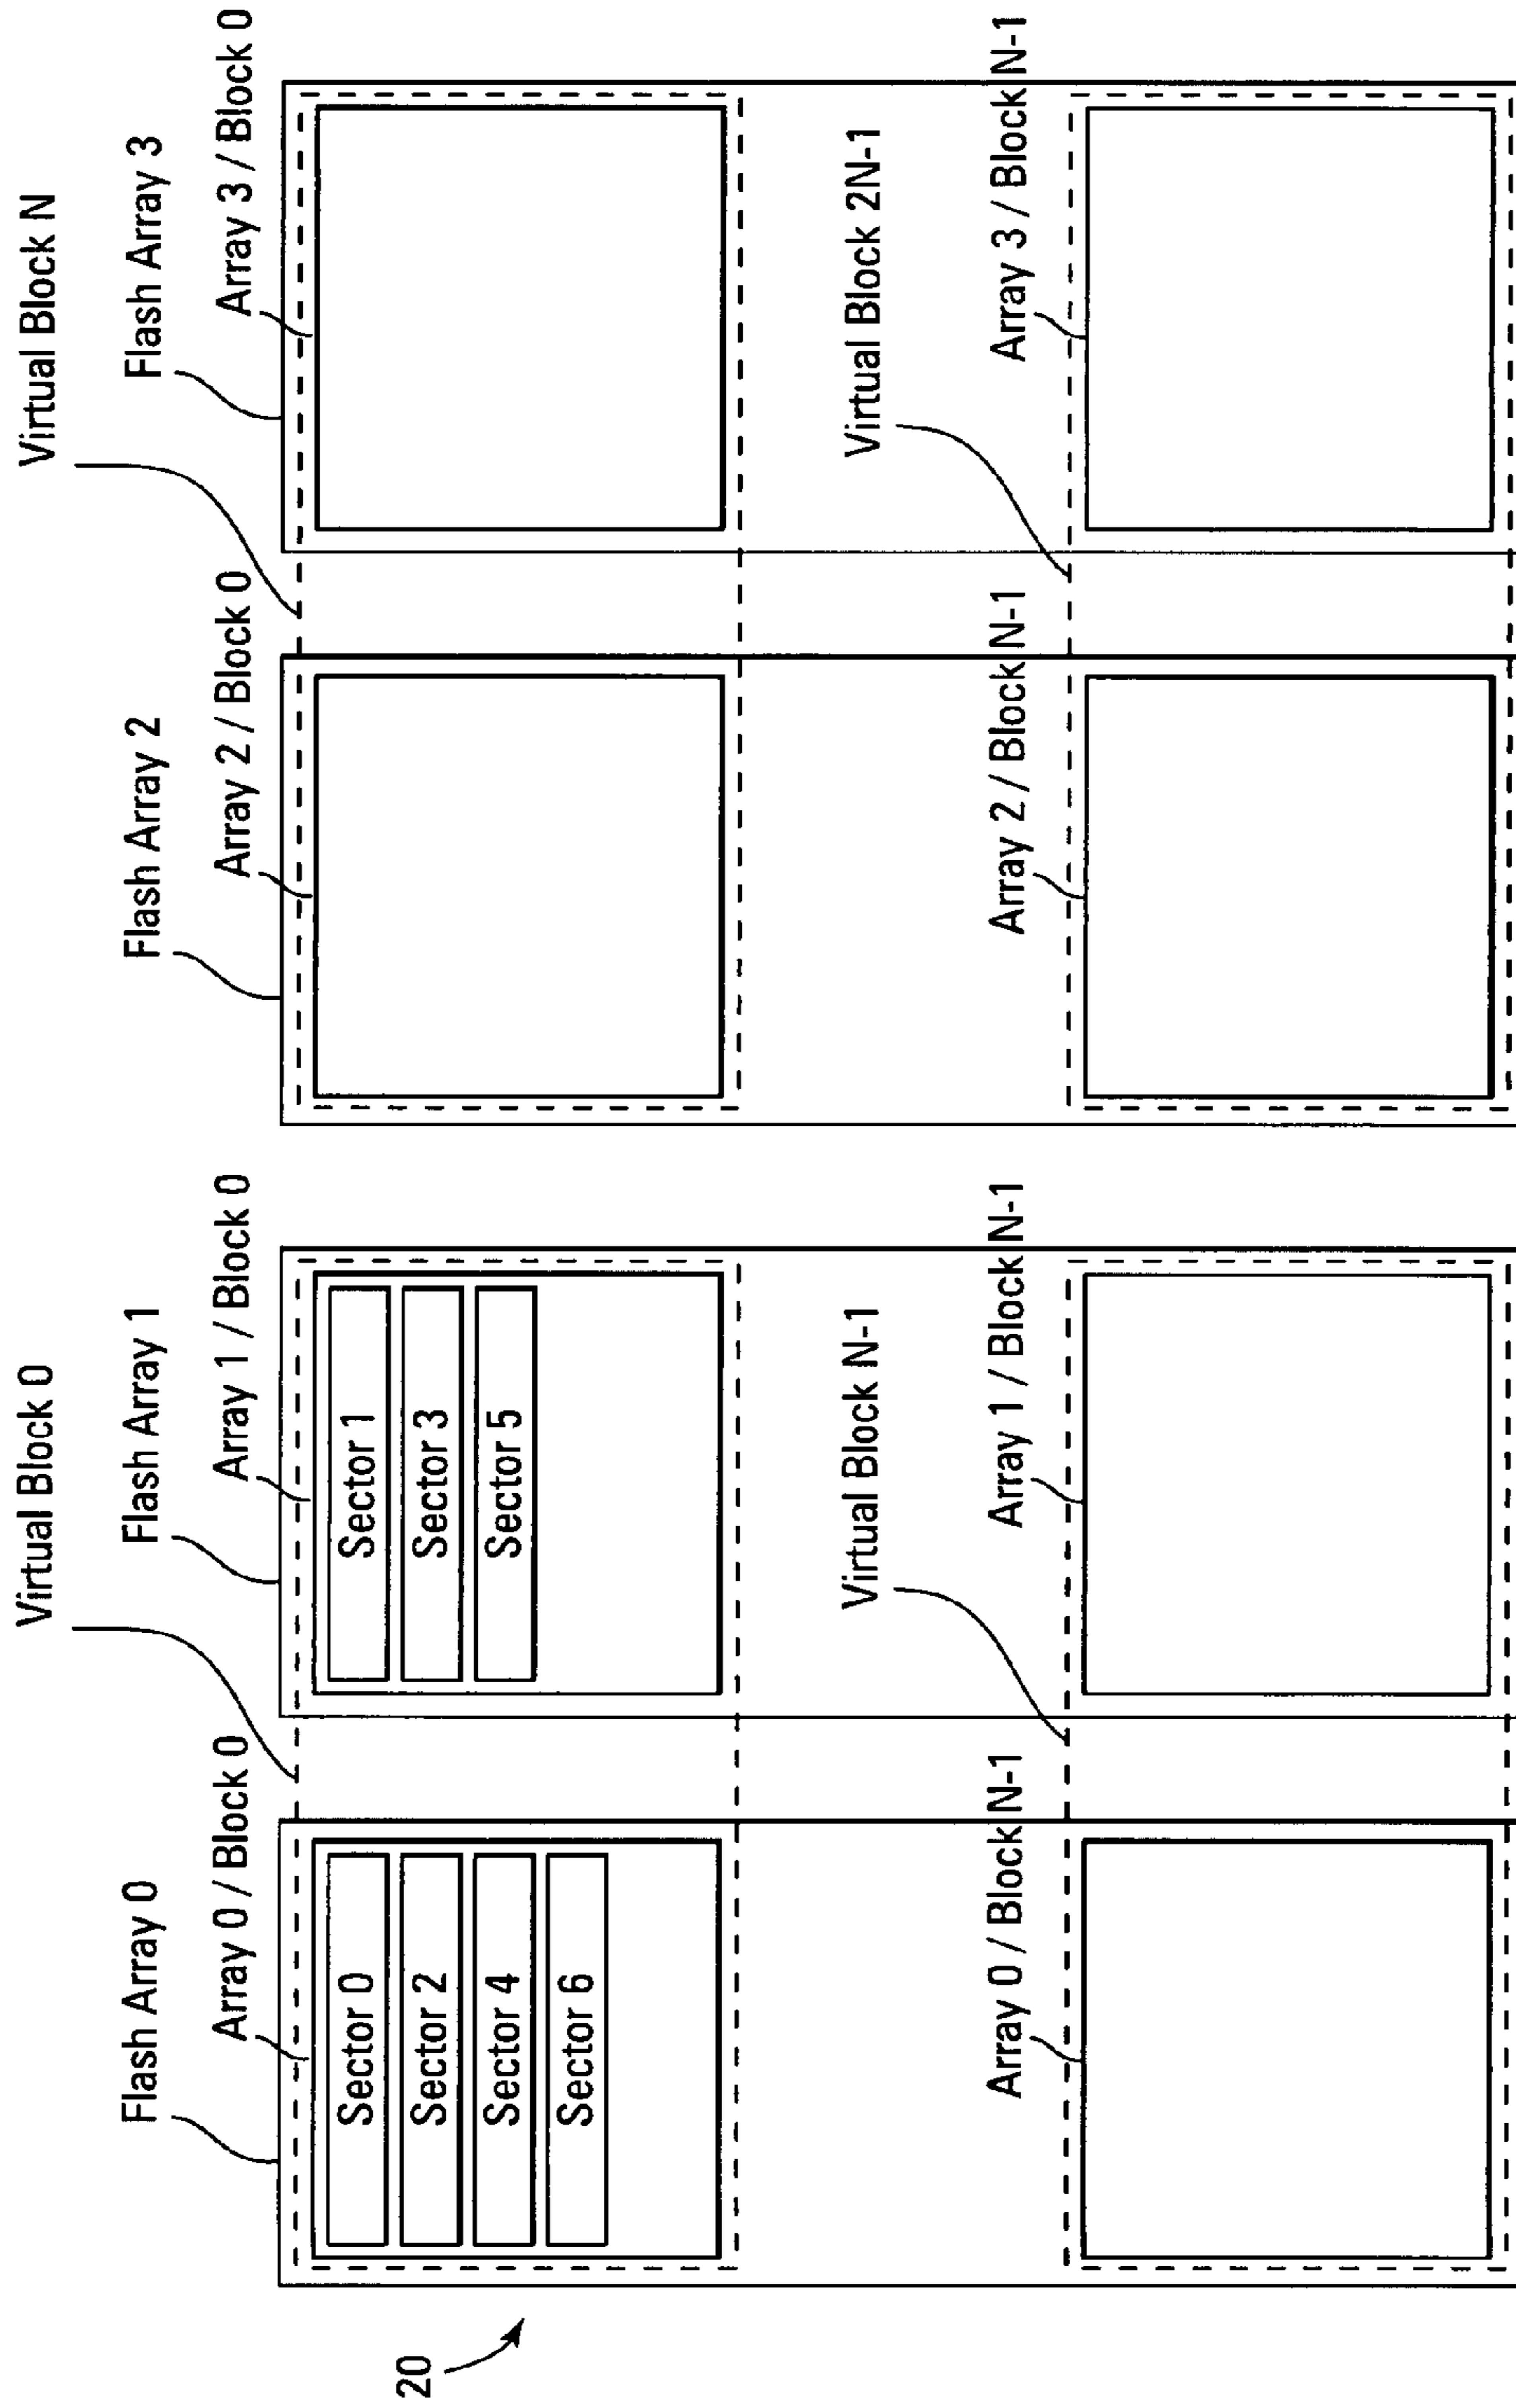 Virtual Block 0
Virtual Block N
Flash Array 0
Flash Array 1
Flash Array 2
Flash Array 3
Array 0 / Block 0
Array 1 / Block 0
Array 2 / Block 0
Array 3 / Block 0
Sector 0
Sector 1
Sector 2
Sector 3
Sector 4
Sector 5
Sector 6
20
Virtual Block N-1
Virtual Block 2N-1
Array 0 / Block N-1
Array 1 / Block N-1
Array 2 / Block N-1
Array 3 / Block N-1